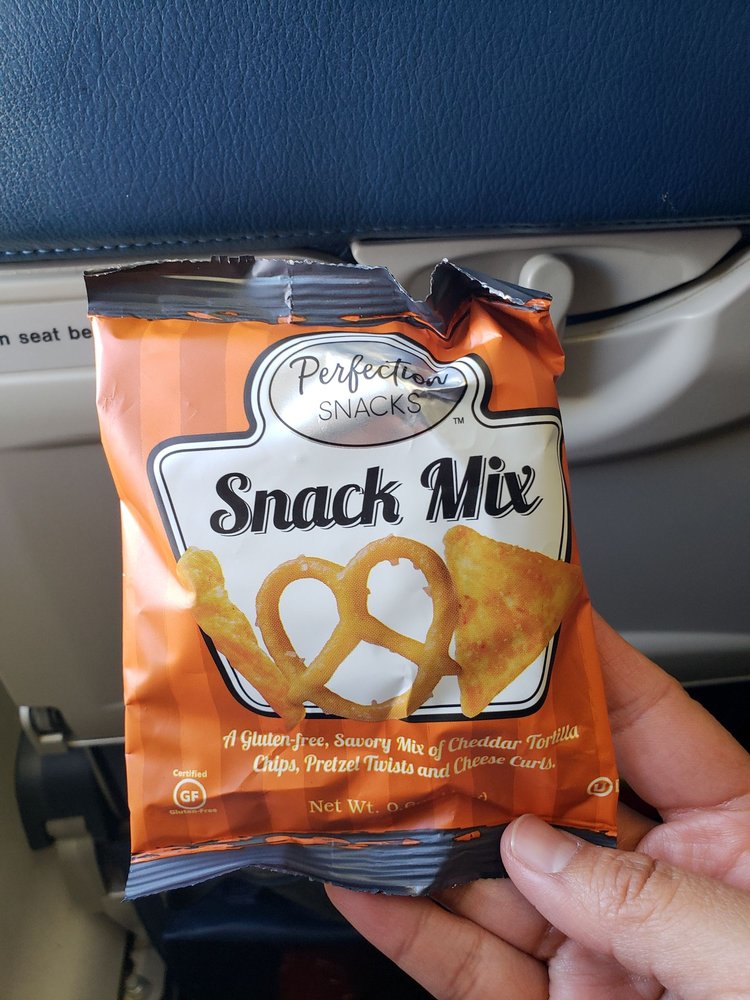 n seat be
Perfection
SNACKS
TM
Snack Mix
A Gluten-free, Savory Mix of Cheddar Tortilla
Chips, Pretzel Twists and Cheese Curls.
Certified
GF
Gluten-Free
U
Net Wt.